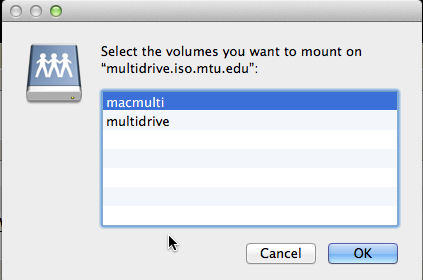 Select the volumes you want to mount on
“multidrive.iso.mtu.edu”:
macmulti
multidrive
Cancel
OK